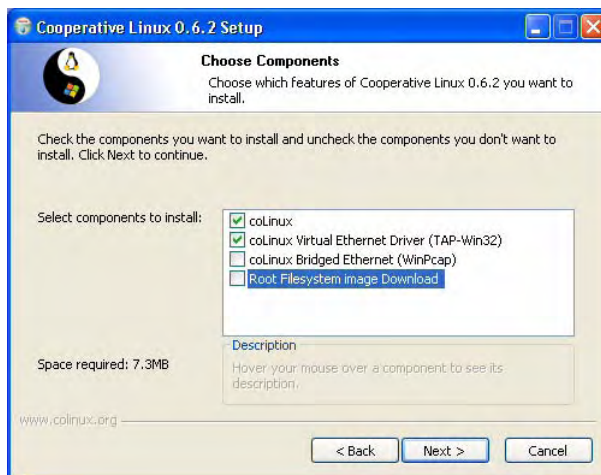 Cooperative Linux 0.6.2 Setup
Choose Components
Choose which features of Cooperative Linux 0.6.2 you want to
install.
Check the components you want to install and uncheck the components you don't want to
install. Click Next to continue.
Select components to install:
coLinux
coLinux Virtual Ethernet Driver (TAP-Win32)
coLinux Bridged Ethernet (WinPcap)
Root Filesystem image Download
Space required: 7.3MB
Description
Hover your mouse over a component to see its
description.
www.colinux.org
< Back
Next >
Cancel